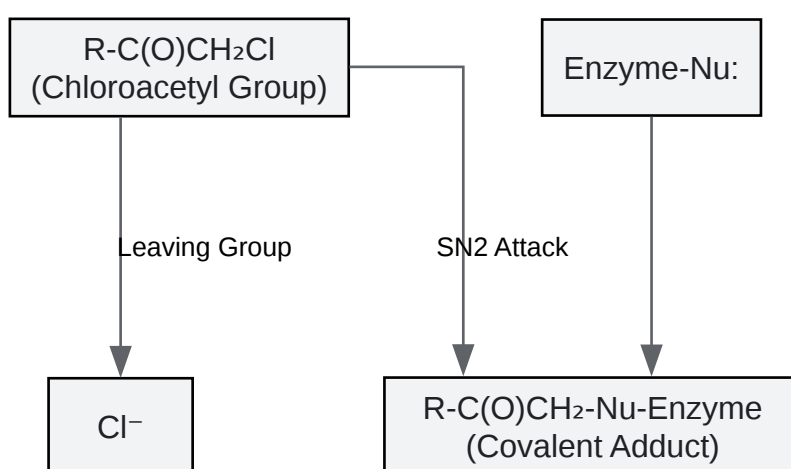 R-C(O)CH₂Cl
(Chloroacetyl Group)
Enzyme-Nu:
Leaving Group
SN2 Attack
Cl⁻
R-C(O)CH₂-Nu-Enzyme
(Covalent Adduct)